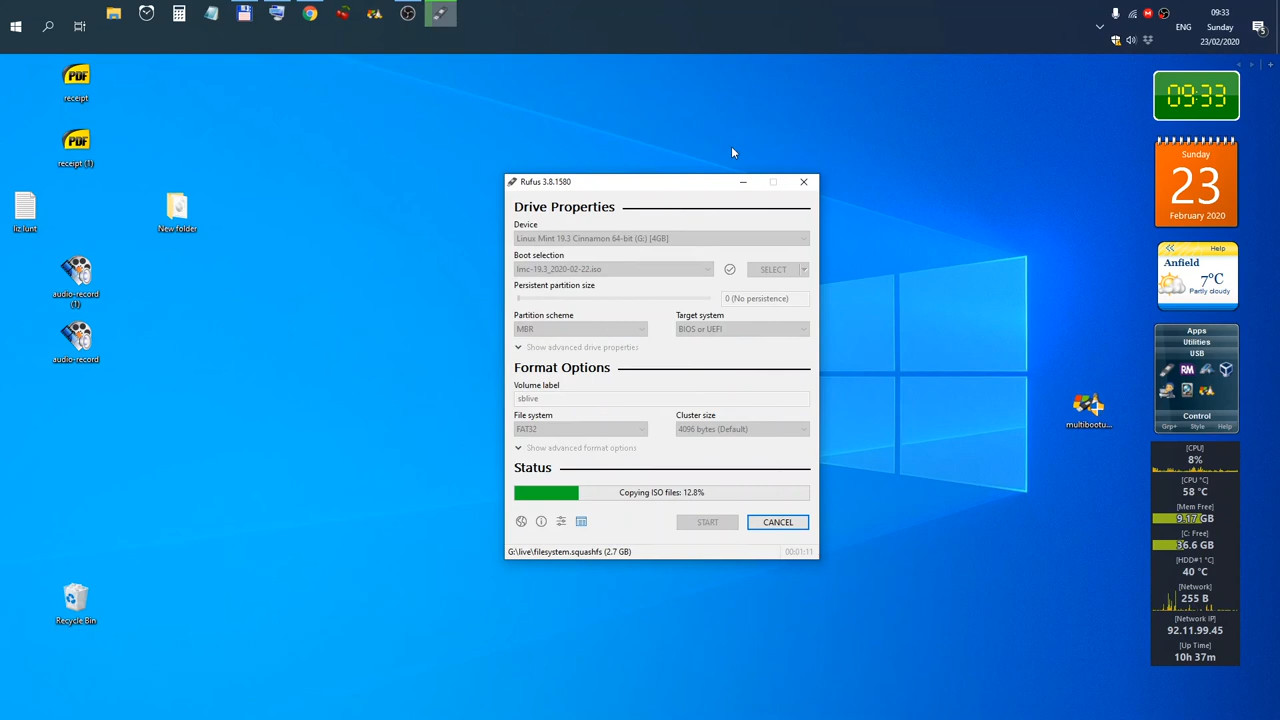 09:33
ENG
Sunday
23/02/2020
5
receipt
receipt (1)
liz lunt
New folder
audio-record
(1)
audio-record
Recycle Bin
Rufus 3.8.1580
Drive Properties
Device
Linux Mint 19.3 Cinnamon 64-bit (G:) [4GB]
Boot selection
lmc-19.3_2020-02-22.iso
SELECT
Persistent partition size
0 (No persistence)
Partition scheme
Target system
MBR
BIOS or UEFI
Show advanced drive properties
Format Options
Volume label
sblive
File system
Cluster size
FAT32
4096 bytes (Default)
Show advanced format options
Status
Copying ISO files: 12.8%
START
CANCEL
G:\live\filesystem.squashfs (2.7 GB)
00:01:11
multibootu...
09:33
Sunday
23
February 2020
Help
Anfield
7°C
Partly cloudy
Apps
Utilities
USB
RM
Control
Grp+ Style Help
[CPU]
8%
[CPU °C]
58 °C
[Mem Free]
9.17 GB
[C: Free]
36.6 GB
[HDD#1 °C]
40 °C
[Network]
255 B
[Network IP]
92.11.99.45
[Up Time]
10h 37m
PDF
PDF